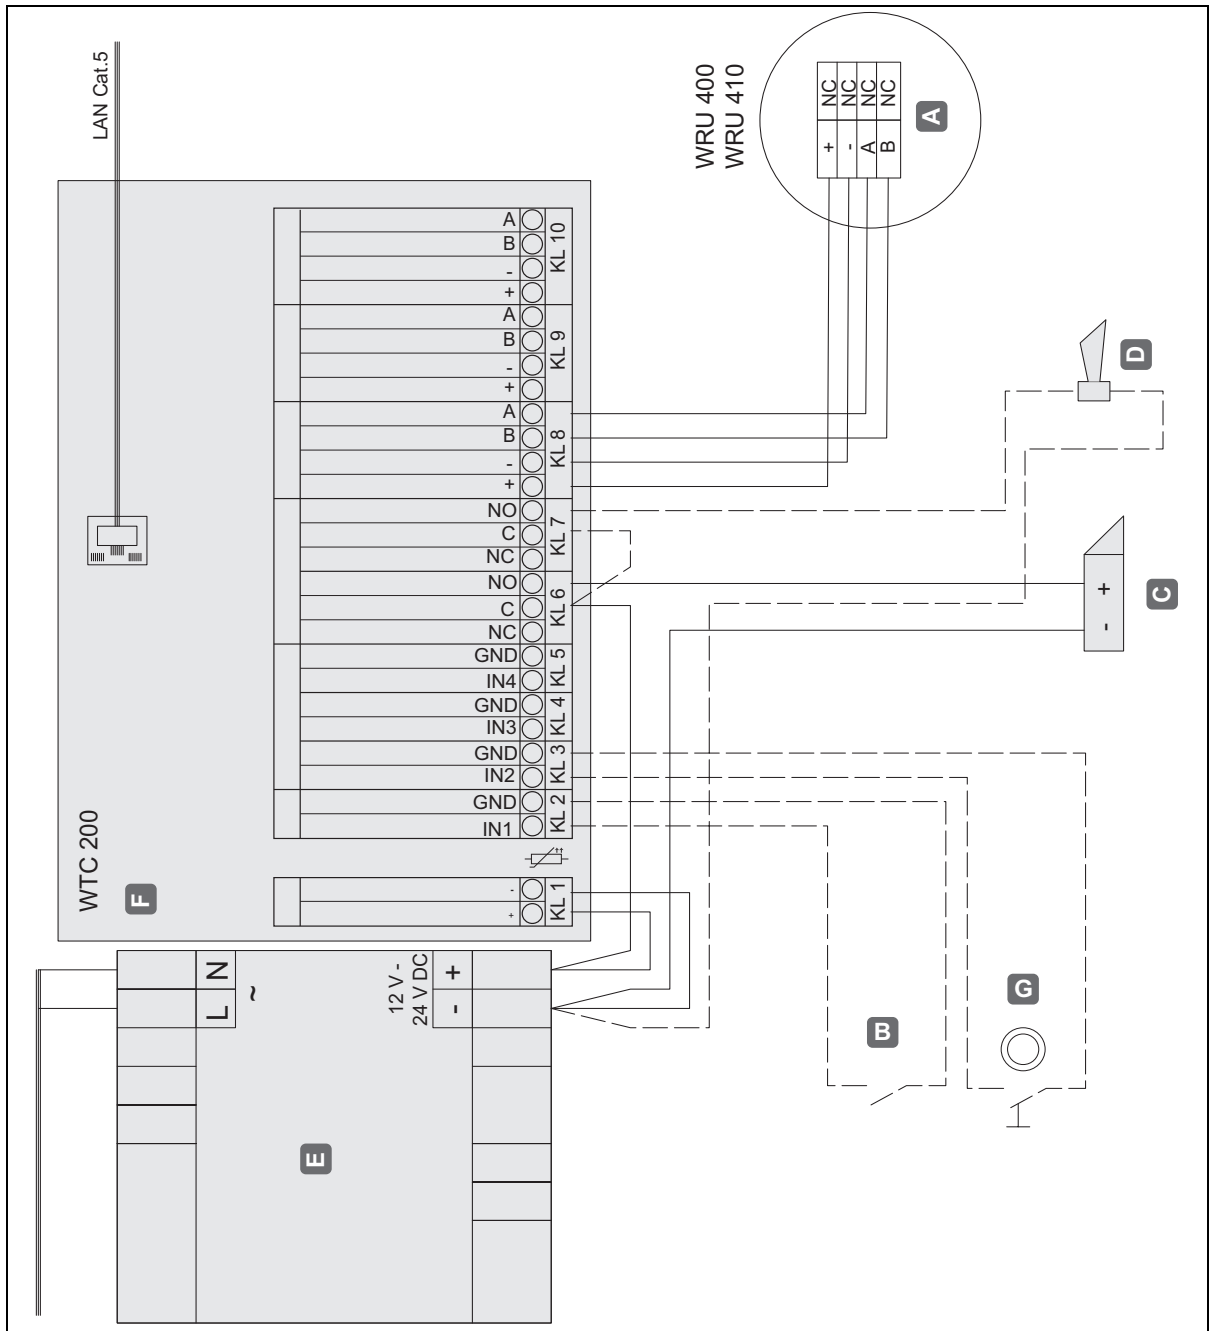 LAN Cat.5
WRU 400
WRU 410
+ NC
- NC
A NC
B NC
A
A
B
-
+
KL 10
A
B
-
+
KL 9
A
B
-
+
KL 8
NO
C
NC
KL 7
NO
C
NC
KL 6
GND
IN4
KL 5
GND
IN3
KL 4
GND
IN2
KL 3
GND
IN1
KL 2
-
+
KL 1
WTC 200
F
D
+
-
C
L N
~
12 V -
24 V DC
- +
E
B
G